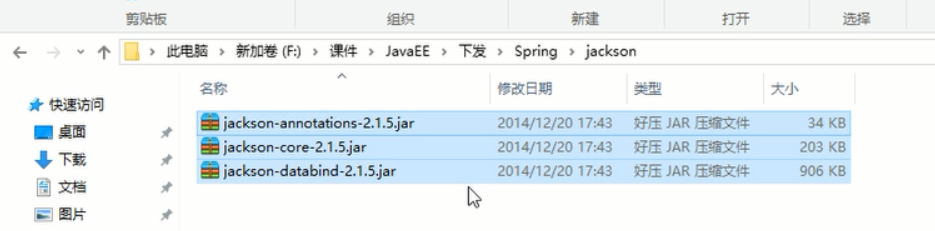 剪贴板 组织 新建 打开 选择
此电脑 > 新加卷 (F:) > 课件 > JavaEE > 下发 > Spring > jackson
名称 修改日期 类型 大小
快速访问
jackson-annotations-2.1.5.jar 2014/12/20 17:43 好压 JAR 压缩文件 34 KB
桌面
jackson-core-2.1.5.jar 2014/12/20 17:43 好压 JAR 压缩文件 203 KB
下载
jackson-databind-2.1.5.jar 2014/12/20 17:43 好压 JAR 压缩文件 906 KB
文档
图片